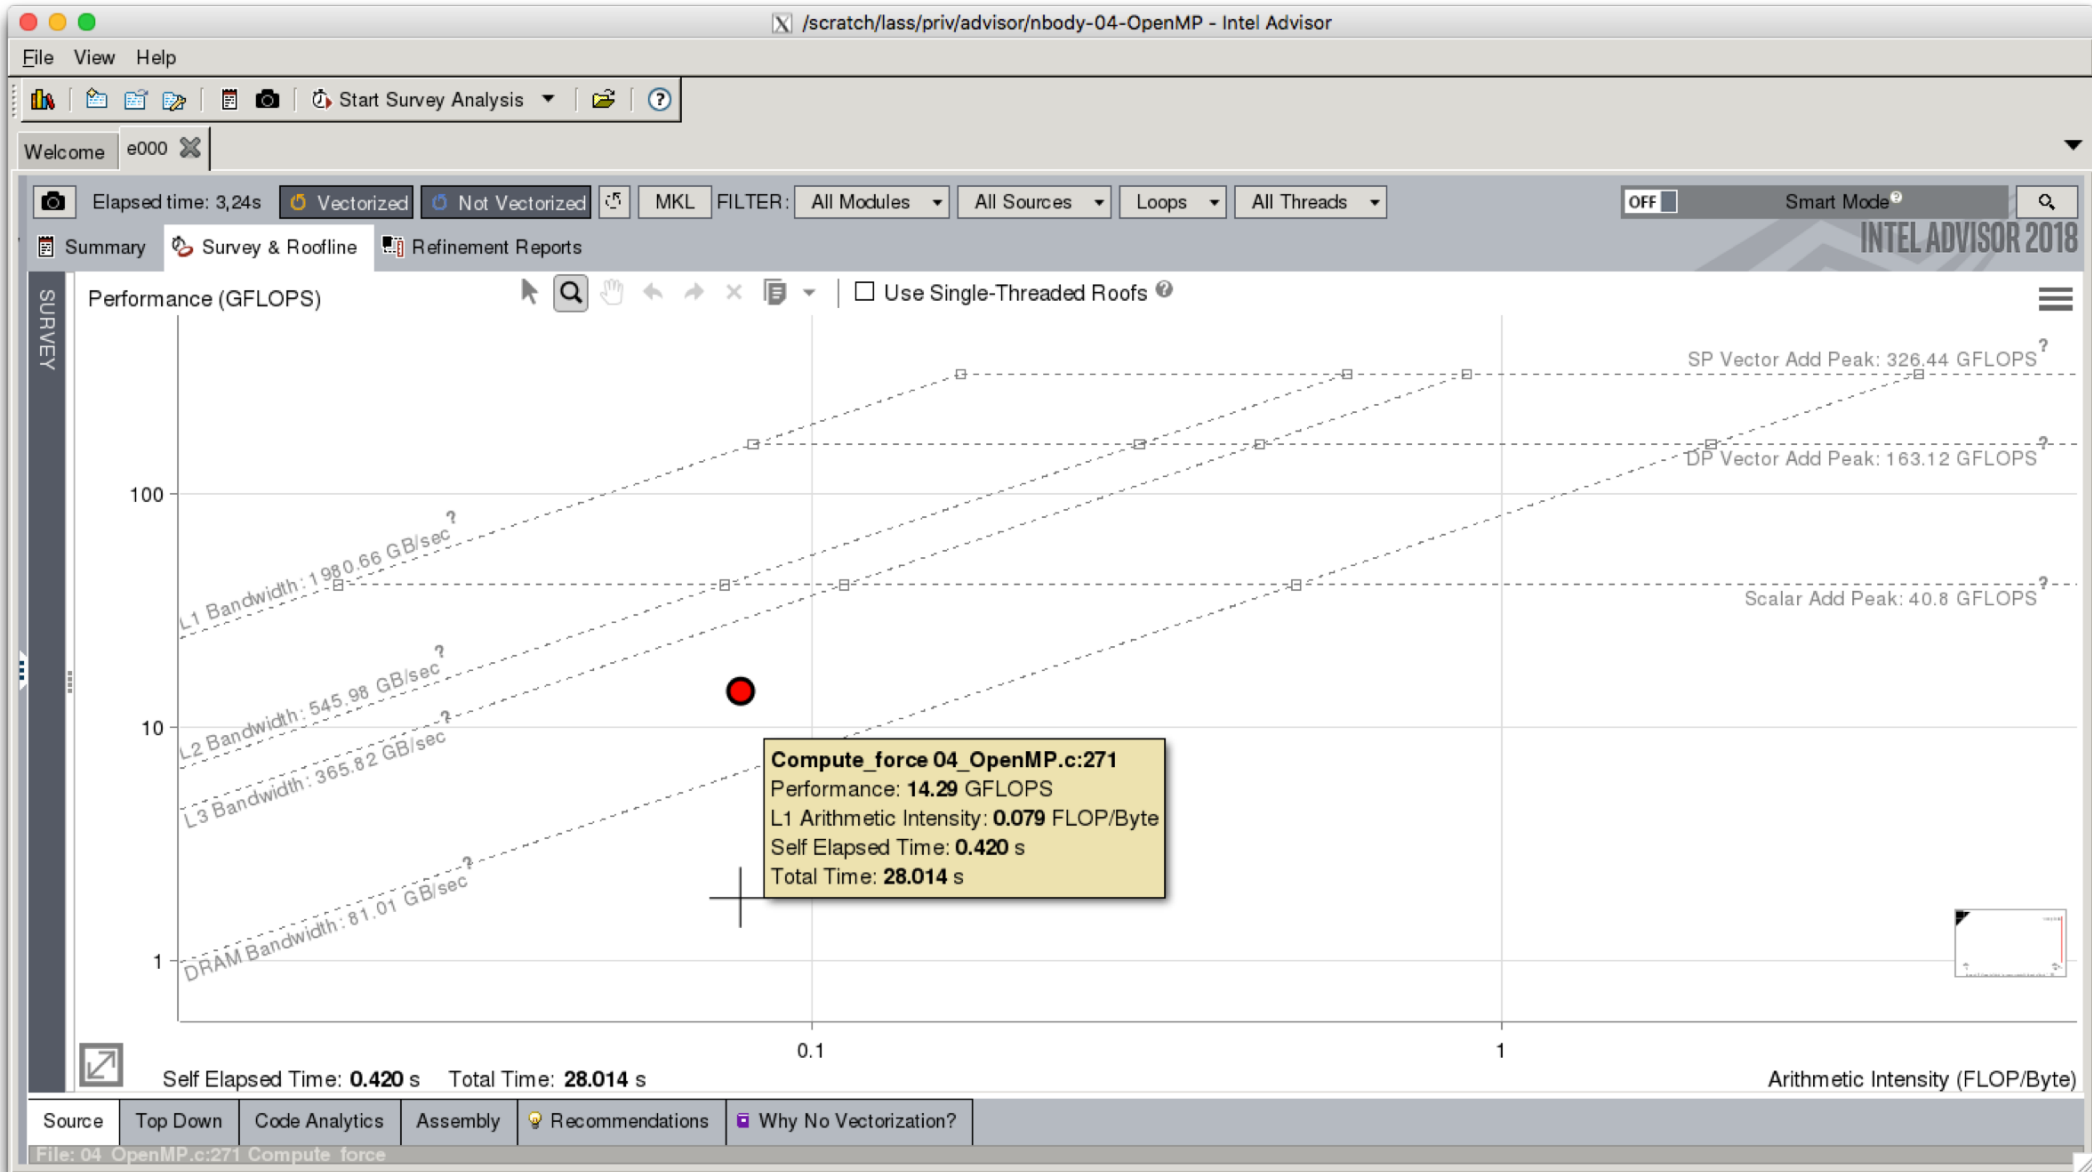 /scratch/lass/priv/advisor/nbody-04-OpenMP - Intel Advisor
File View Help
Start Survey Analysis
Welcome e000
Elapsed time: 3,24s Vectorized Not Vectorized MKL FILTER: All Modules All Sources Loops All Threads OFF Smart Mode
Summary Survey & Roofline Refinement Reports INTEL ADVISOR 2018
SURVEY
Performance (GFLOPS) Use Single-Threaded Roofs
SP Vector Add Peak: 326.44 GFLOPS ?
DP Vector Add Peak: 163.12 GFLOPS ?
100
L1 Bandwidth: 1980.66 GB/sec ?
Scalar Add Peak: 40.8 GFLOPS ?
L2 Bandwidth: 545.98 GB/sec ?
10
L3 Bandwidth: 365.82 GB/sec ?
Compute_force 04_OpenMP.c:271
Performance: 14.29 GFLOPS
L1 Arithmetic Intensity: 0.079 FLOP/Byte
Self Elapsed Time: 0.420 s
Total Time: 28.014 s
DRAM Bandwidth: 81.01 GB/sec ?
1
0.1 1
Self Elapsed Time: 0.420 s Total Time: 28.014 s Arithmetic Intensity (FLOP/Byte)
Source Top Down Code Analytics Assembly Recommendations Why No Vectorization?
File: 04_OpenMP.c:271 Compute_force